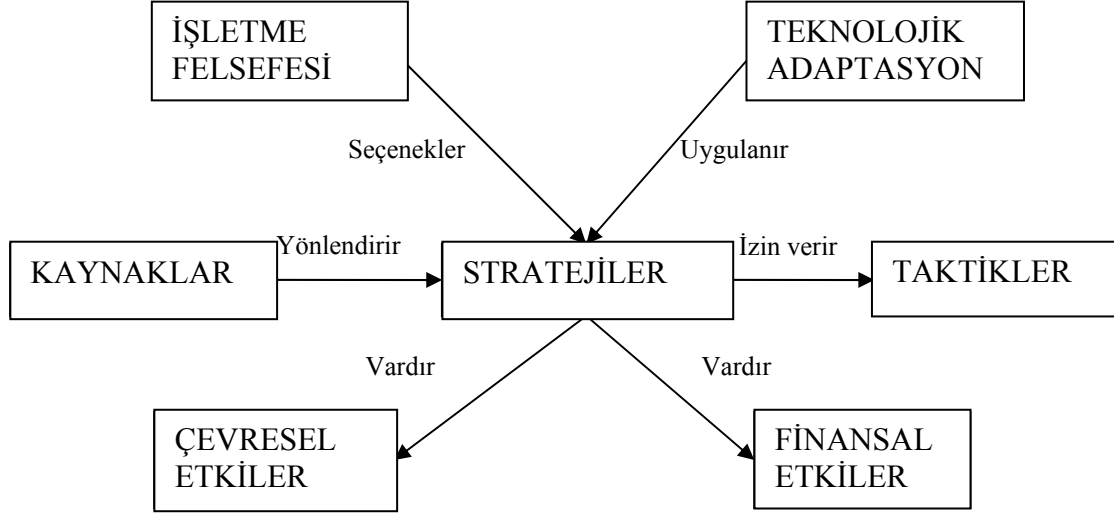 İŞLETME
FELSEFESİ
TEKNOLOJİK
ADAPTASYON
Seçenekler
Uygulanır
KAYNAKLAR
Yönlendirir
STRATEJİLER
İzin verir
TAKTİKLER
Vardır
Vardır
ÇEVRESEL
ETKİLER
FİNANSAL
ETKİLER